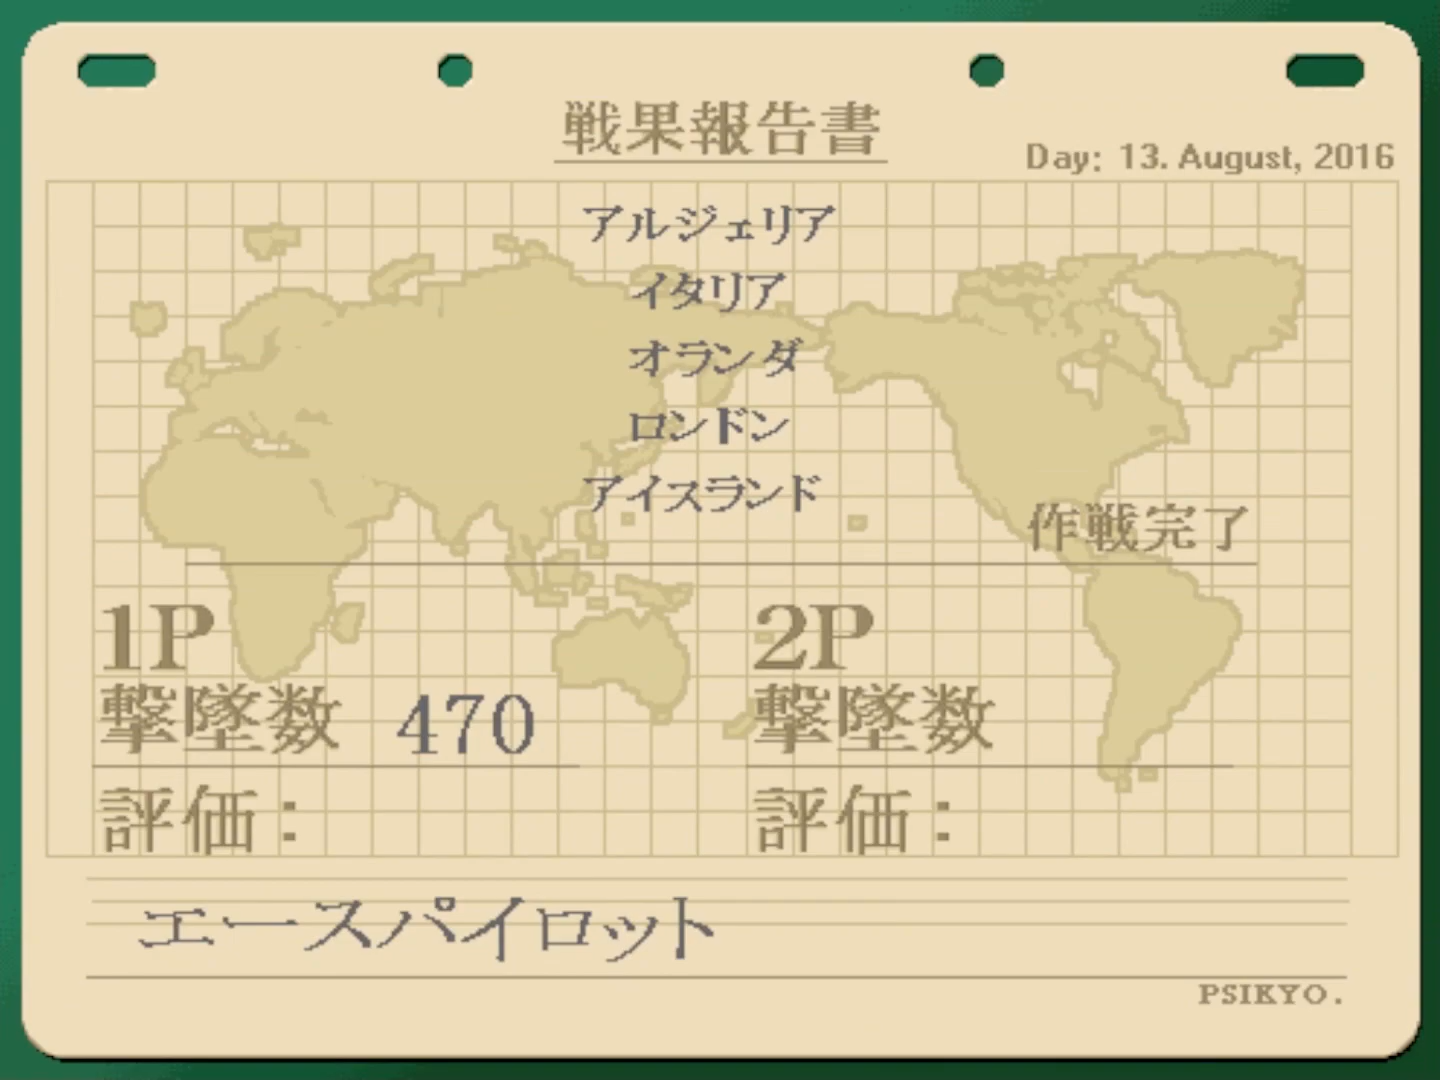 戦果報告書
Day: 13. August, 2016
アルジェリア
イタリア
オランダ
ロンドン
アイスランド
作戦完了
1P
2P
撃墜数 470
撃墜数
評価：
評価：
エースパイロット
PSIKYO.